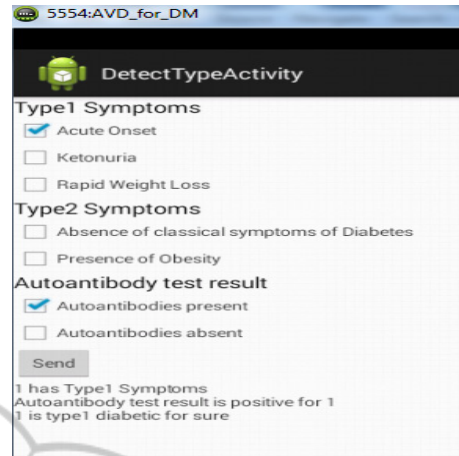 5554:AVD_for_DM
DetectTypeActivity
Type1 Symptoms
Acute Onset
Ketonuria
Rapid Weight Loss
Type2 Symptoms
Absence of classical symptoms of Diabetes
Presence of Obesity
Autoantibody test result
Autoantibodies present
Autoantibodies absent
Send
1 has Type1 Symptoms
Autoantibody test result is positive for 1
1 is type1 diabetic for sure